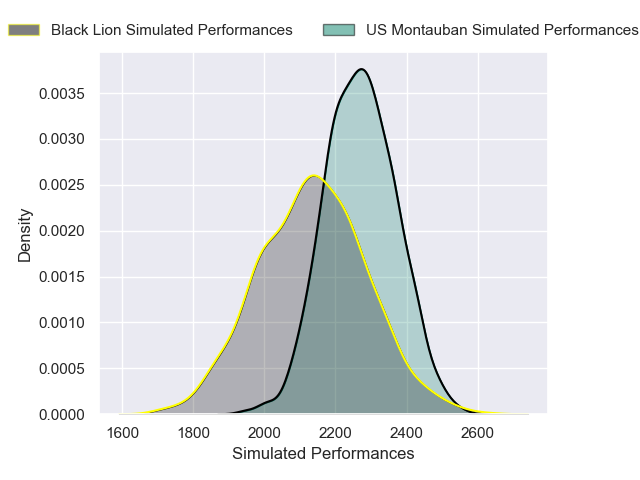 Black Lion Simulated Performances US Montauban Simulated Performances
0.0035
0.0030
0.0025
0.0020
0.0015
0.0010
0.0005
0.0000
Density
1600 1800 2000 2200 2400 2600
Simulated Performances